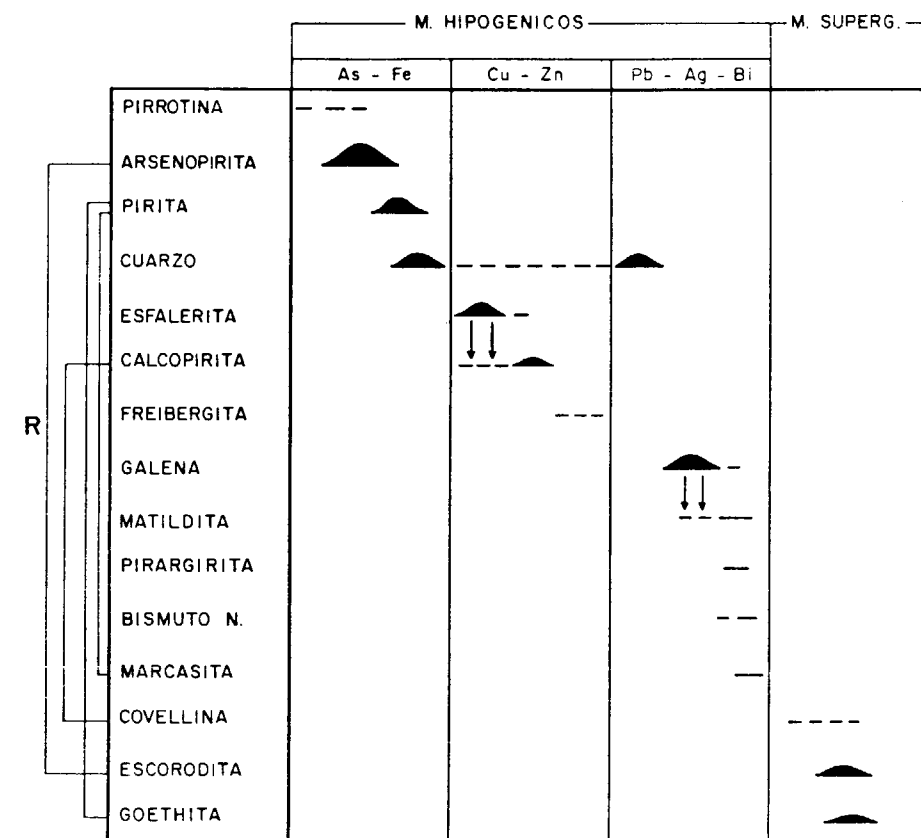 M. HIPOGENICOS M. SUPERG.
As - Fe Cu - Zn Pb - Ag - Bi
PIRROTINA
ARSENOPIRITA
PIRITA
CUARZO
ESFALERITA
CALCOPIRITA
FREIBERGITA
R
GALENA
MATILDITA
PIRARGIRITA
BISMUTO N.
MARCASITA
COVELLINA
ESCORODITA
GOETHITA